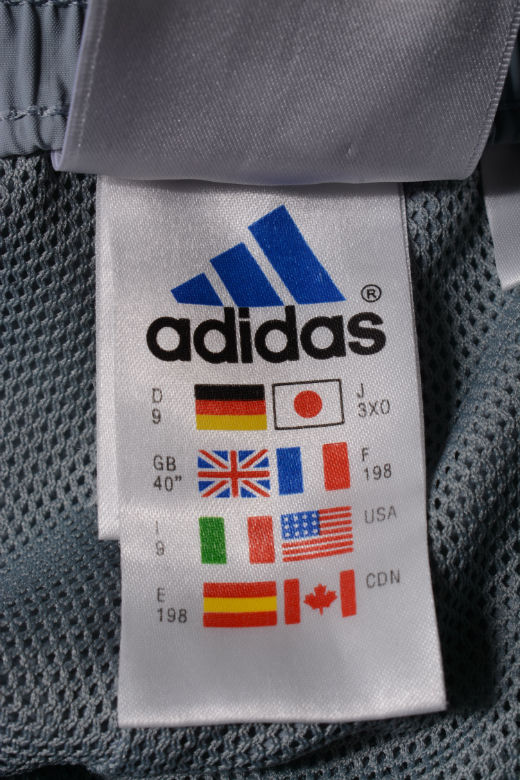 ®
adidas
D J
9 3XO
GB F
40" 198
I USA
9
E CDN
198